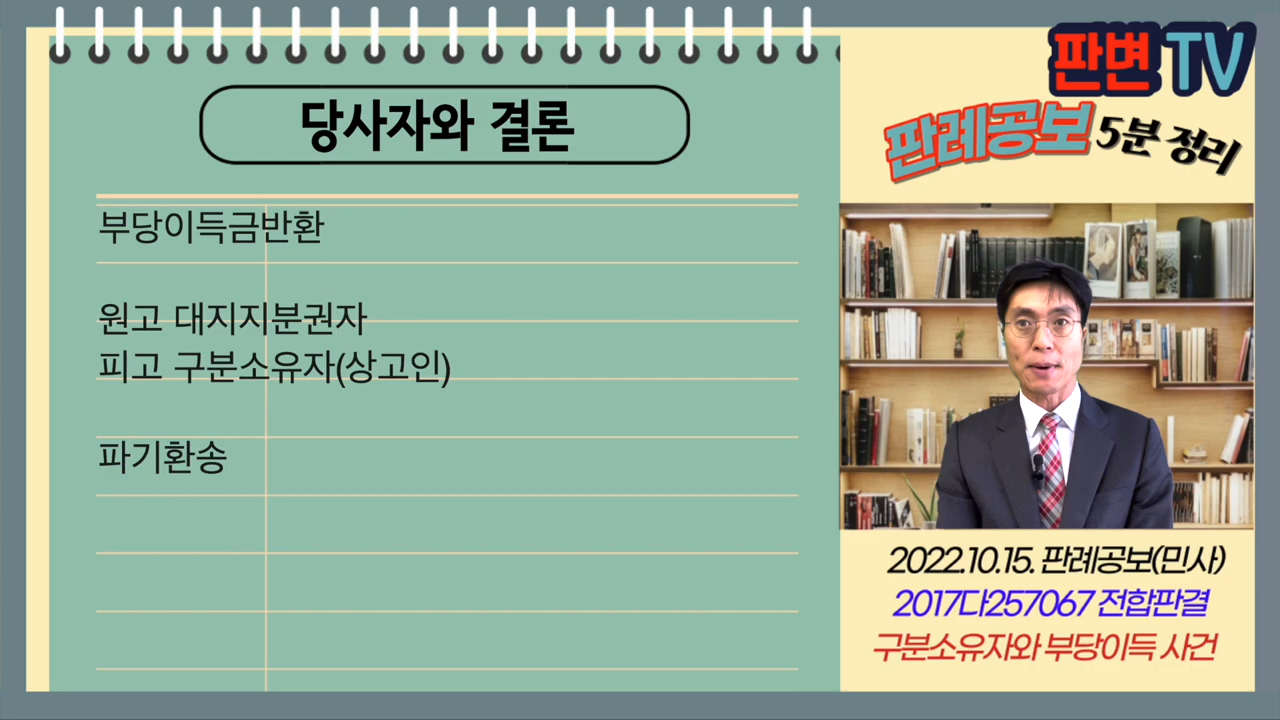 당사자와 결론
부당이득금반환
원고 대지지분권자
피고 구분소유자(상고인)
파기환송
판변 TV
판례공보 5분 정리
2022.10.15. 판례공보(민사)
2017다257067 전합판결
구분소유자와 부당이득 사건